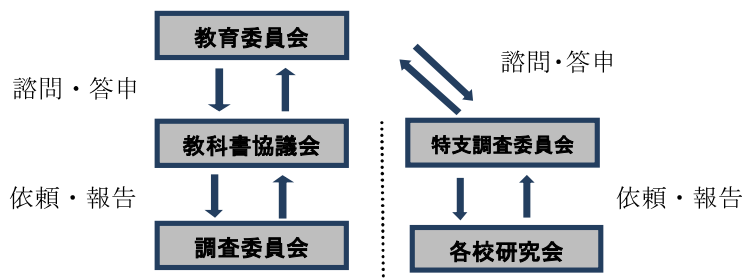 教育委員会
諮問・答申
諮問・答申
教科書協議会
特支調査委員会
依頼・報告
依頼・報告
調査委員会
各校研究会